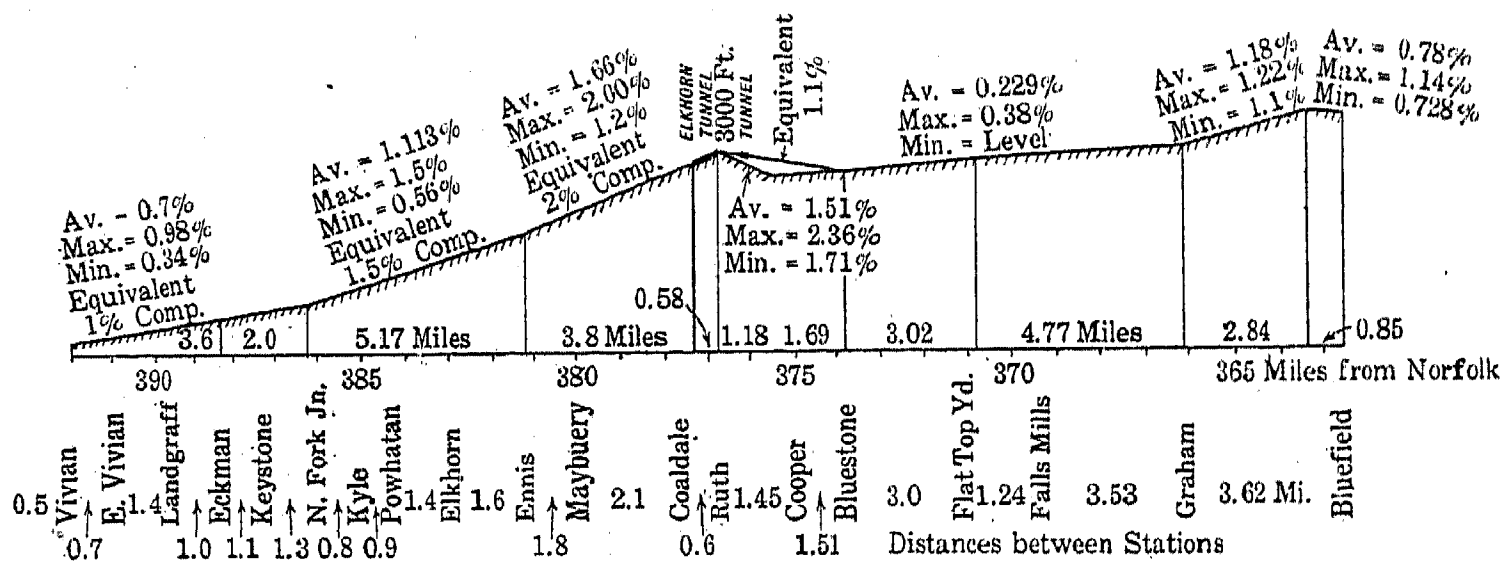 Av. - 0.7%
Max. = 0.98%
Min. = 0.34%
Equivalent
1% Comp.
Av. = 1.113%
Max. = 1.5%
Min. = 0.56%
Equivalent
1.5% Comp.
Av. = 1.66%
Max. = 2.00%
Min. = 1.2%
Equivalent
2% Comp.
ELKHORN
TUNNEL
3000 Ft.
TUNNEL
Equivalent
1.1%
Av. = 1.51%
Max. = 2.36%
Min. = 1.71%
Av. = 0.229%
Max. = 0.38%
Min. = Level
Av. = 1.18%
Max. = 1.22%
Min. = 1.1%
Av. = 0.78%
Max. = 1.14%
Min. = 0.728%
3.6 2.0 5.17 Miles 3.8 Miles 0.58 1.18 1.69 3.02 4.77 Miles 2.84 0.85
390 385 380 375 370 365 Miles from Norfolk
Vivian
E. Vivian
Landgraff
Eckman
Keystone
N. Fork Jn.
Kyle
Powhatan
Elkhorn
Ennis
Maybuery
Coaldale
Ruth
Cooper
Bluestone
Flat Top Yd.
Falls Mills
Graham
Bluefield
0.5 1.4 1.4 1.6 2.1 1.45 3.0 1.24 3.53 3.62 Mi.
0.7 1.0 1.1 1.3 0.8 0.9 1.8 0.6 1.51 Distances between Stations